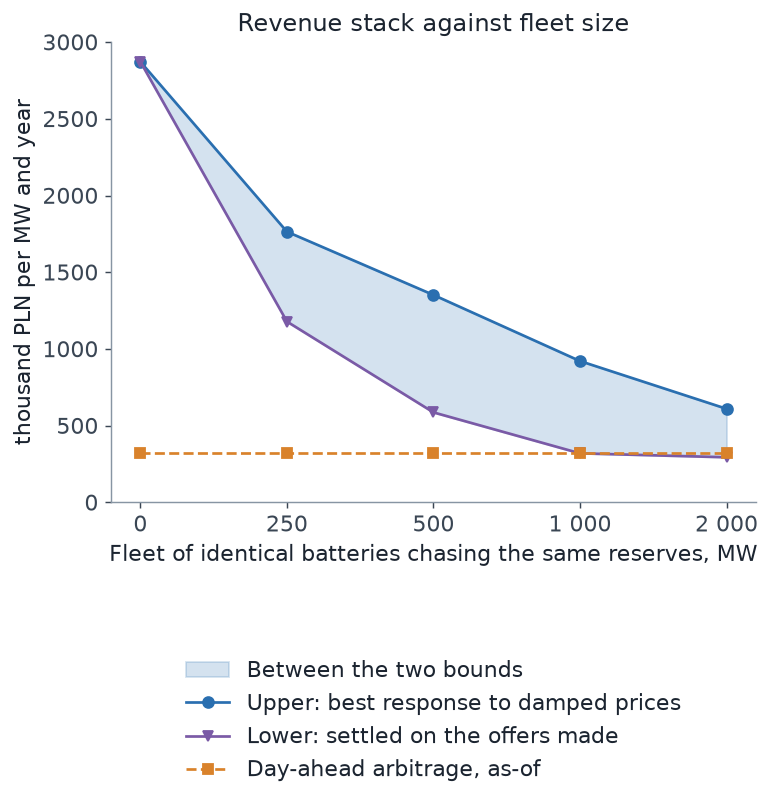 Revenue stack against fleet size
thousand PLN per MW and year
3000
2500
2000
1500
1000
500
0
0 250 500 1 000 2 000
Fleet of identical batteries chasing the same reserves, MW
Between the two bounds
Upper: best response to damped prices
Lower: settled on the offers made
Day-ahead arbitrage, as-of